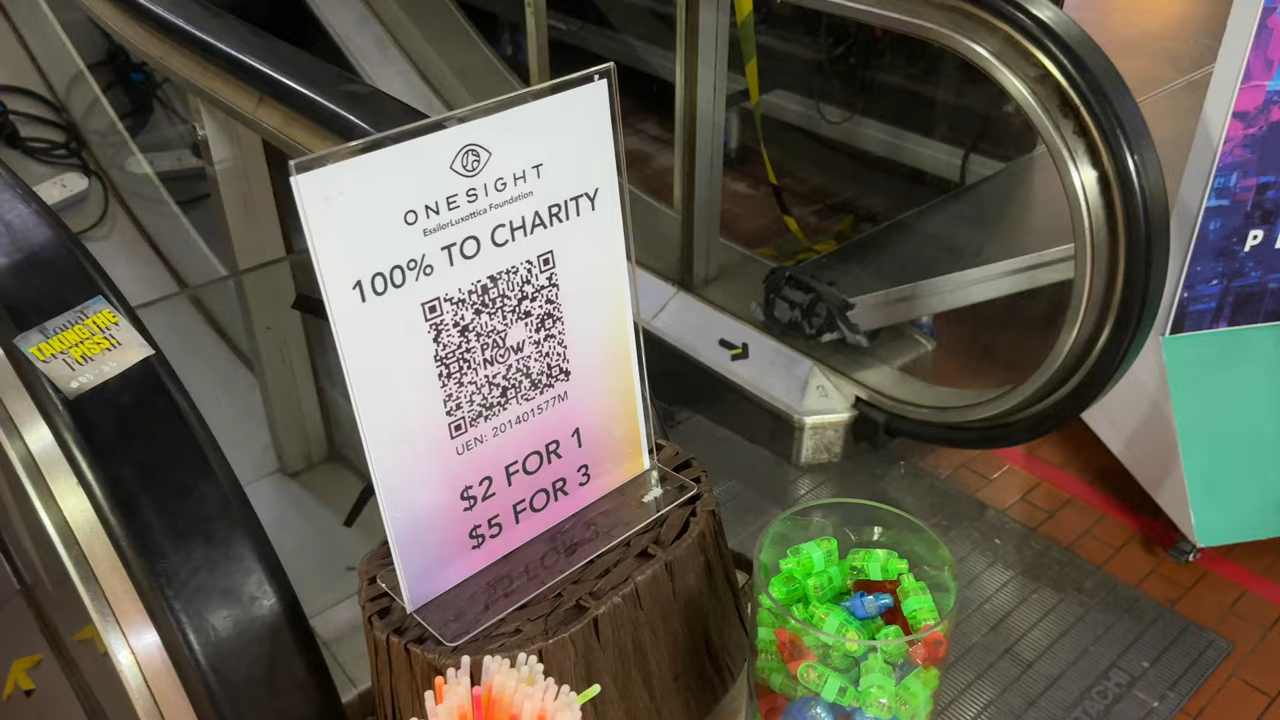 ONESIGHT
EssilorLuxottica Foundation
100% TO CHARITY
PAY
NOW
UEN: 201401577M
$2 FOR 1
$5 FOR 3
TAKING THE
PISS!!
2